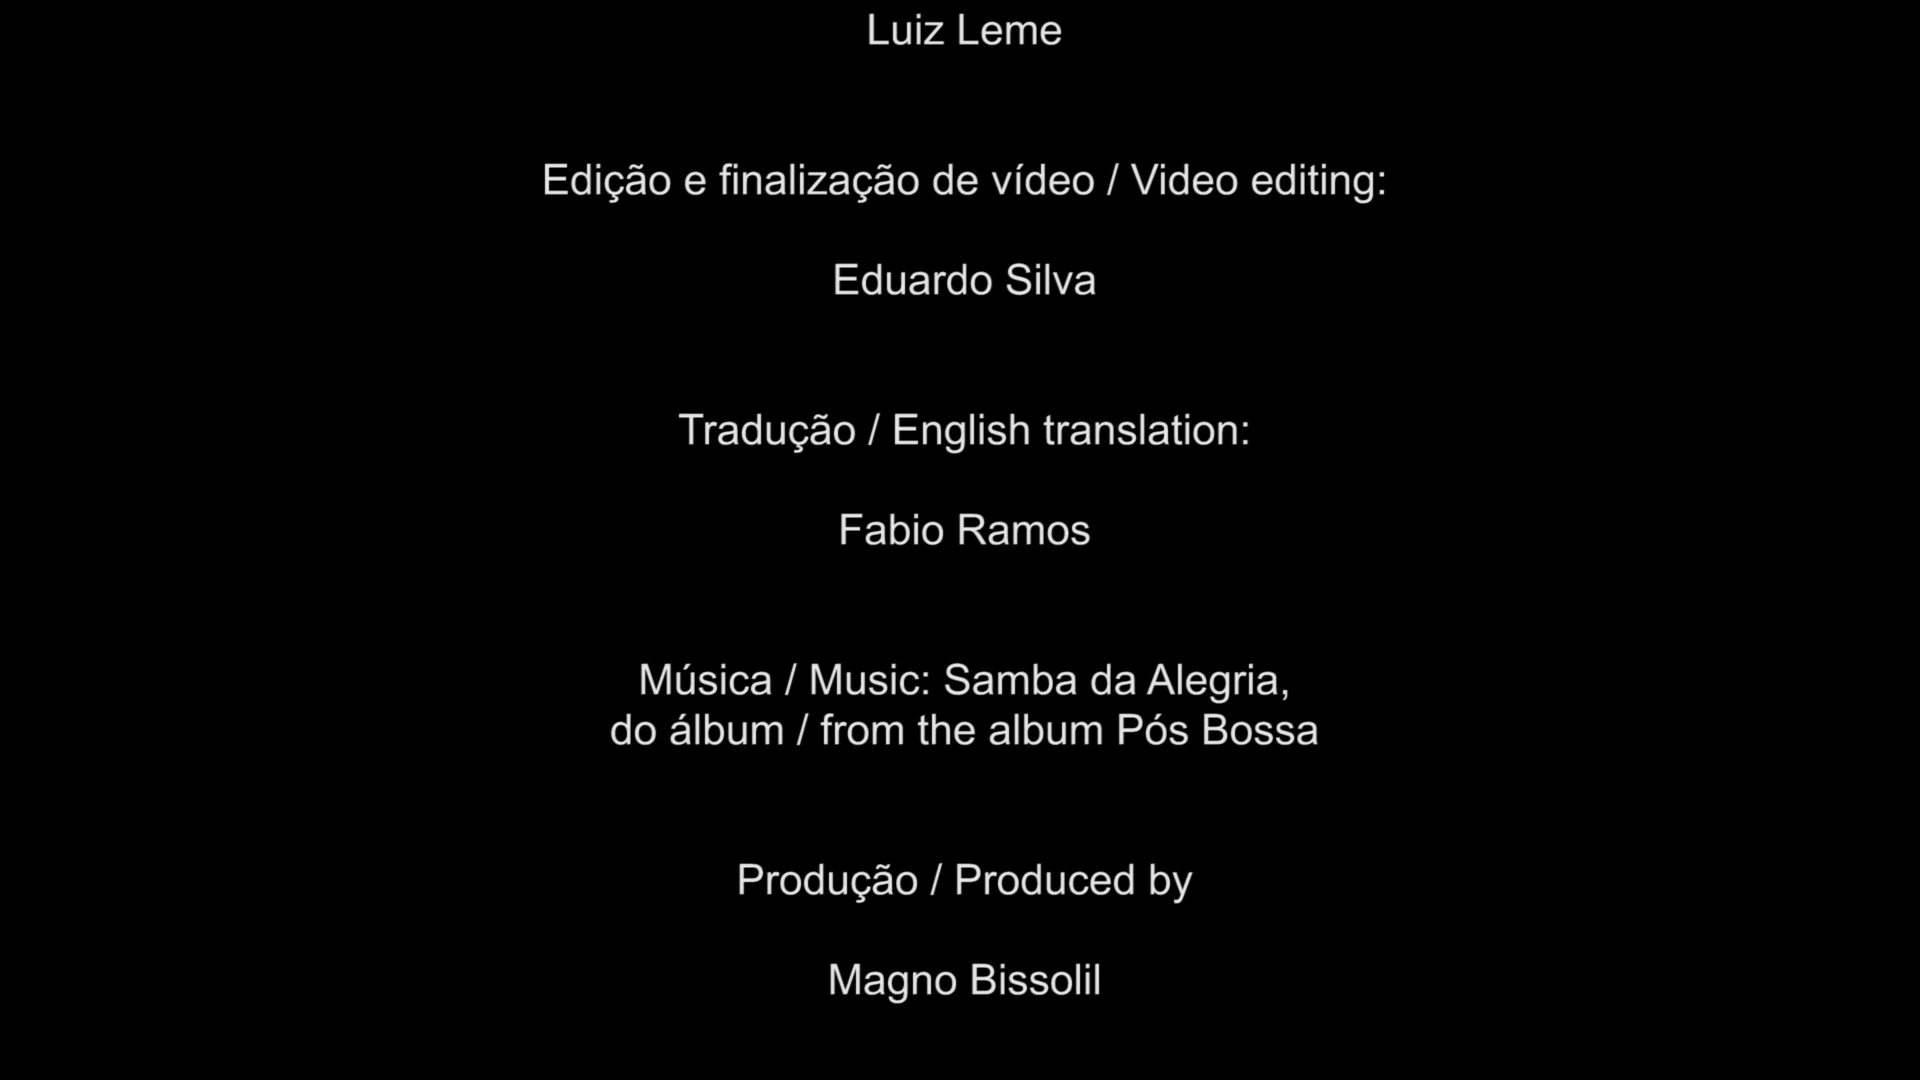 Luiz Leme
Edição e finalização de vídeo / Video editing:
Eduardo Silva
Tradução / English translation:
Fabio Ramos
Música / Music: Samba da Alegria,
do álbum / from the album Pós Bossa
Produção / Produced by
Magno Bissolil